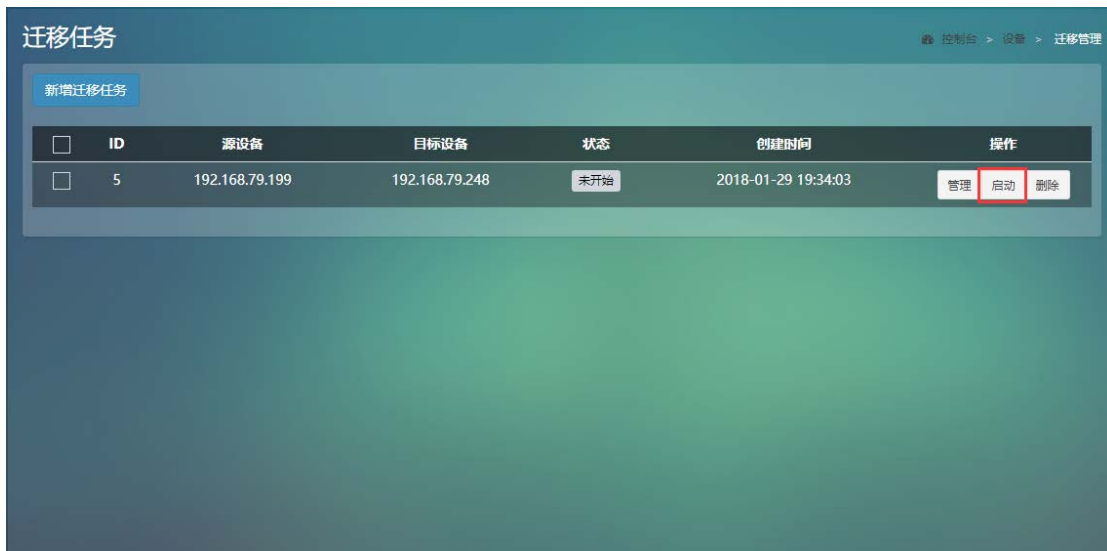 迁移任务
控制台 > 设备 > 迁移管理
新增迁移任务
ID 源设备 目标设备 状态 创建时间 操作
5 192.168.79.199 192.168.79.248 未开始 2018-01-29 19:34:03 管理 启动 删除